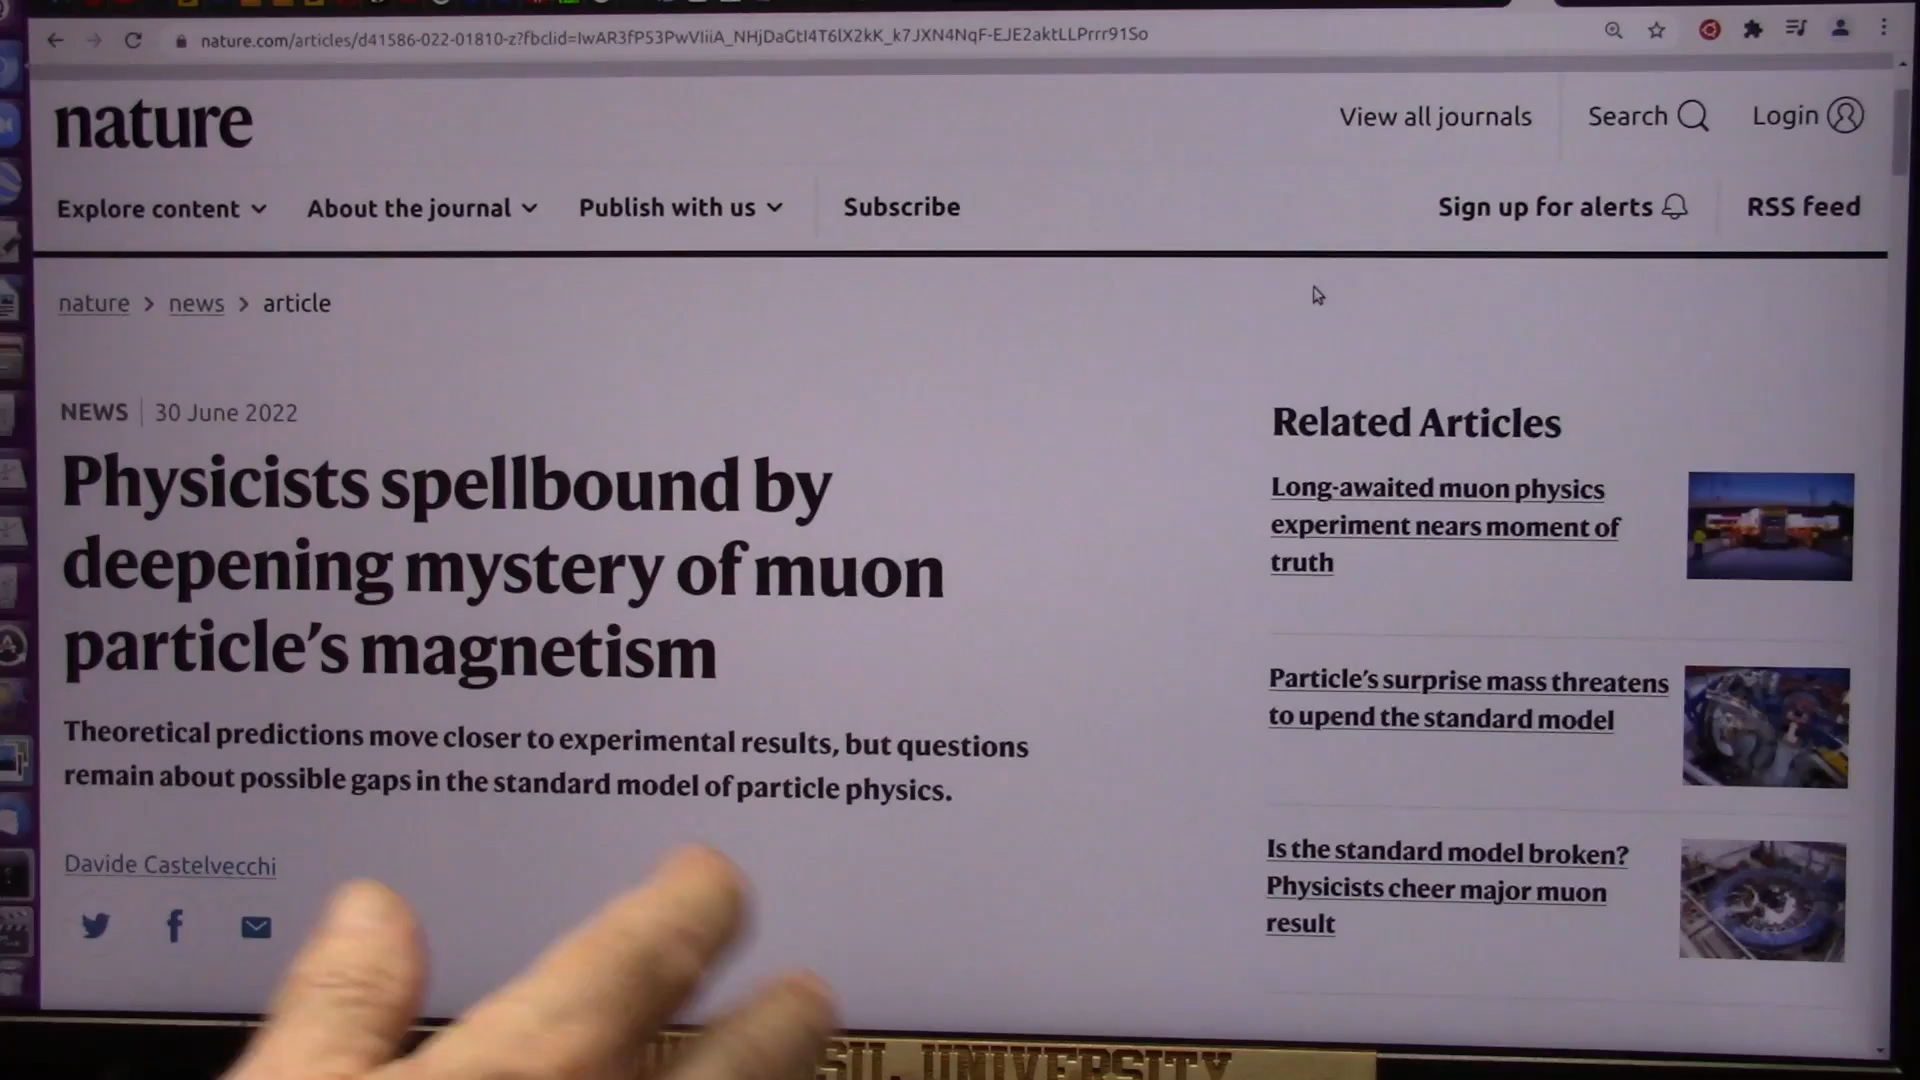 nature.com/articles/d41586-022-01810-z?fbclid=IwAR3fP53PwVIiiA_NHjDaGtI4T6lX2kK_k7JXN4NqF-EJE2aktLLPrrr91So
nature
View all journals
Search
Login
Explore content
About the journal
Publish with us
Subscribe
Sign up for alerts
RSS feed
nature > news > article
NEWS | 30 June 2022
Physicists spellbound by
deepening mystery of muon
particle's magnetism
Theoretical predictions move closer to experimental results, but questions
remain about possible gaps in the standard model of particle physics.
Davide Castelvecchi
Related Articles
Long-awaited muon physics
experiment nears moment of
truth
Particle's surprise mass threatens
to upend the standard model
Is the standard model broken?
Physicists cheer major muon
result
UNIVERSITY